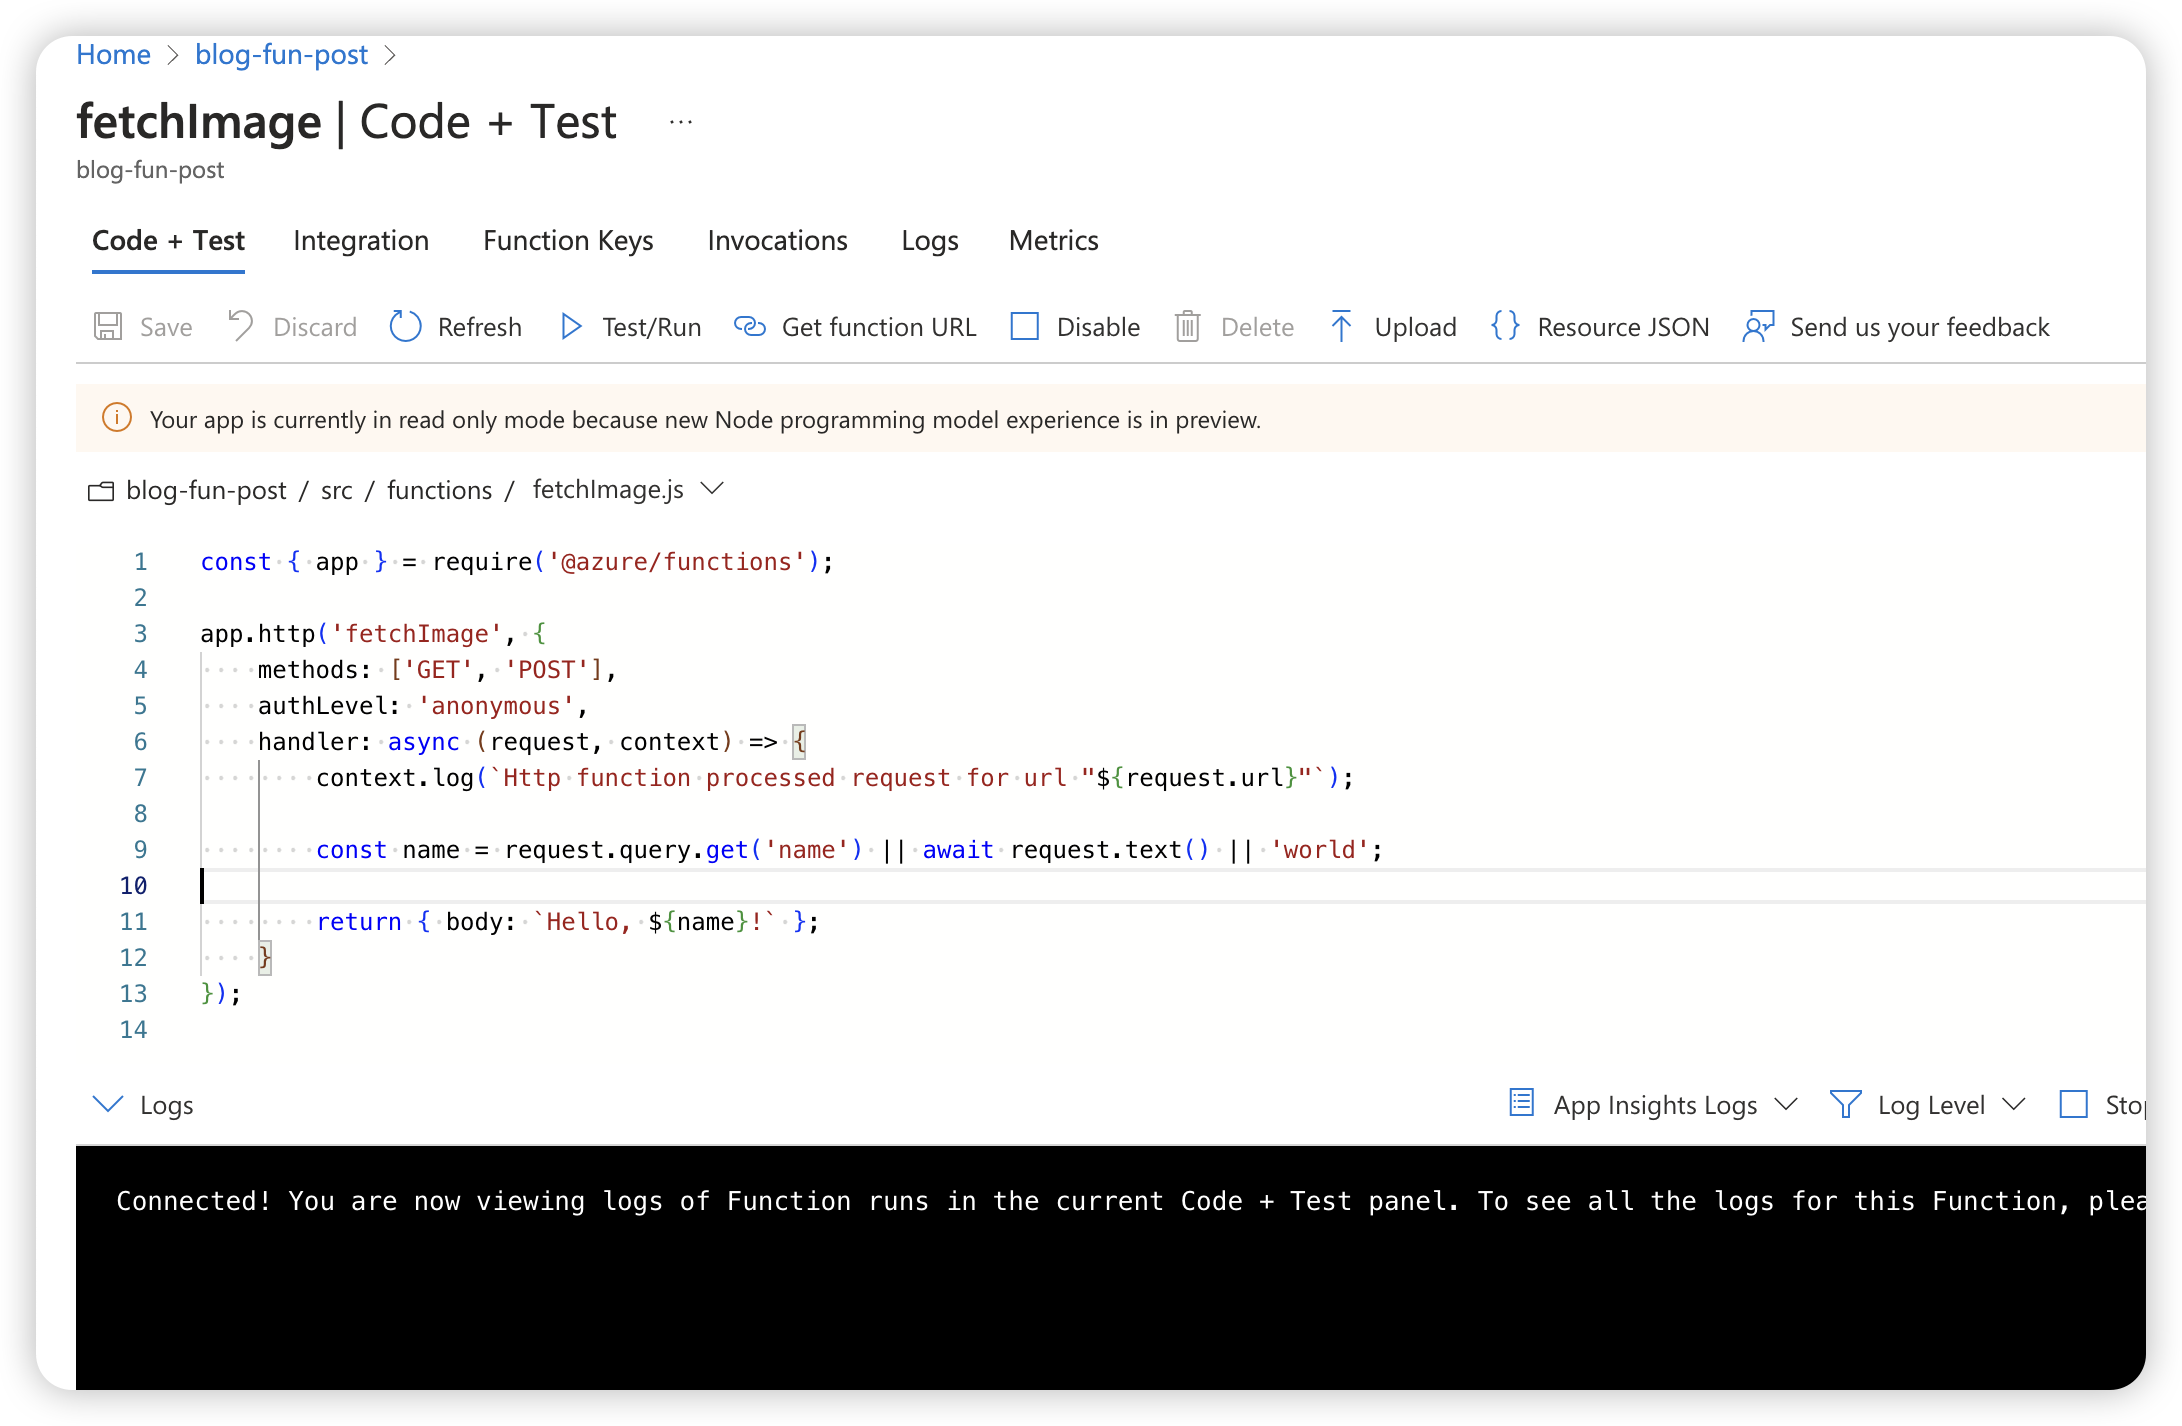 Home > blog-fun-post >
fetchImage | Code + Test ...
blog-fun-post
Code + Test Integration Function Keys Invocations Logs Metrics
Save Discard Refresh Test/Run Get function URL Disable Delete Upload Resource JSON Send us your feedback
Your app is currently in read only mode because new Node programming model experience is in preview.
blog-fun-post / src / functions / fetchImage.js
1 const { app } = require('@azure/functions');
2
3 app.http('fetchImage', {
4     methods: ['GET', 'POST'],
5     authLevel: 'anonymous',
6     handler: async (request, context) => {
7         context.log(`Http function processed request for url "${request.url}"`);
8
9         const name = request.query.get('name') || await request.text() || 'world';
10
11         return { body: `Hello, ${name}!` };
12     }
13 });
14
Logs App Insights Logs Log Level
Connected! You are now viewing logs of Function runs in the current Code + Test panel. To see all the logs for this Function,